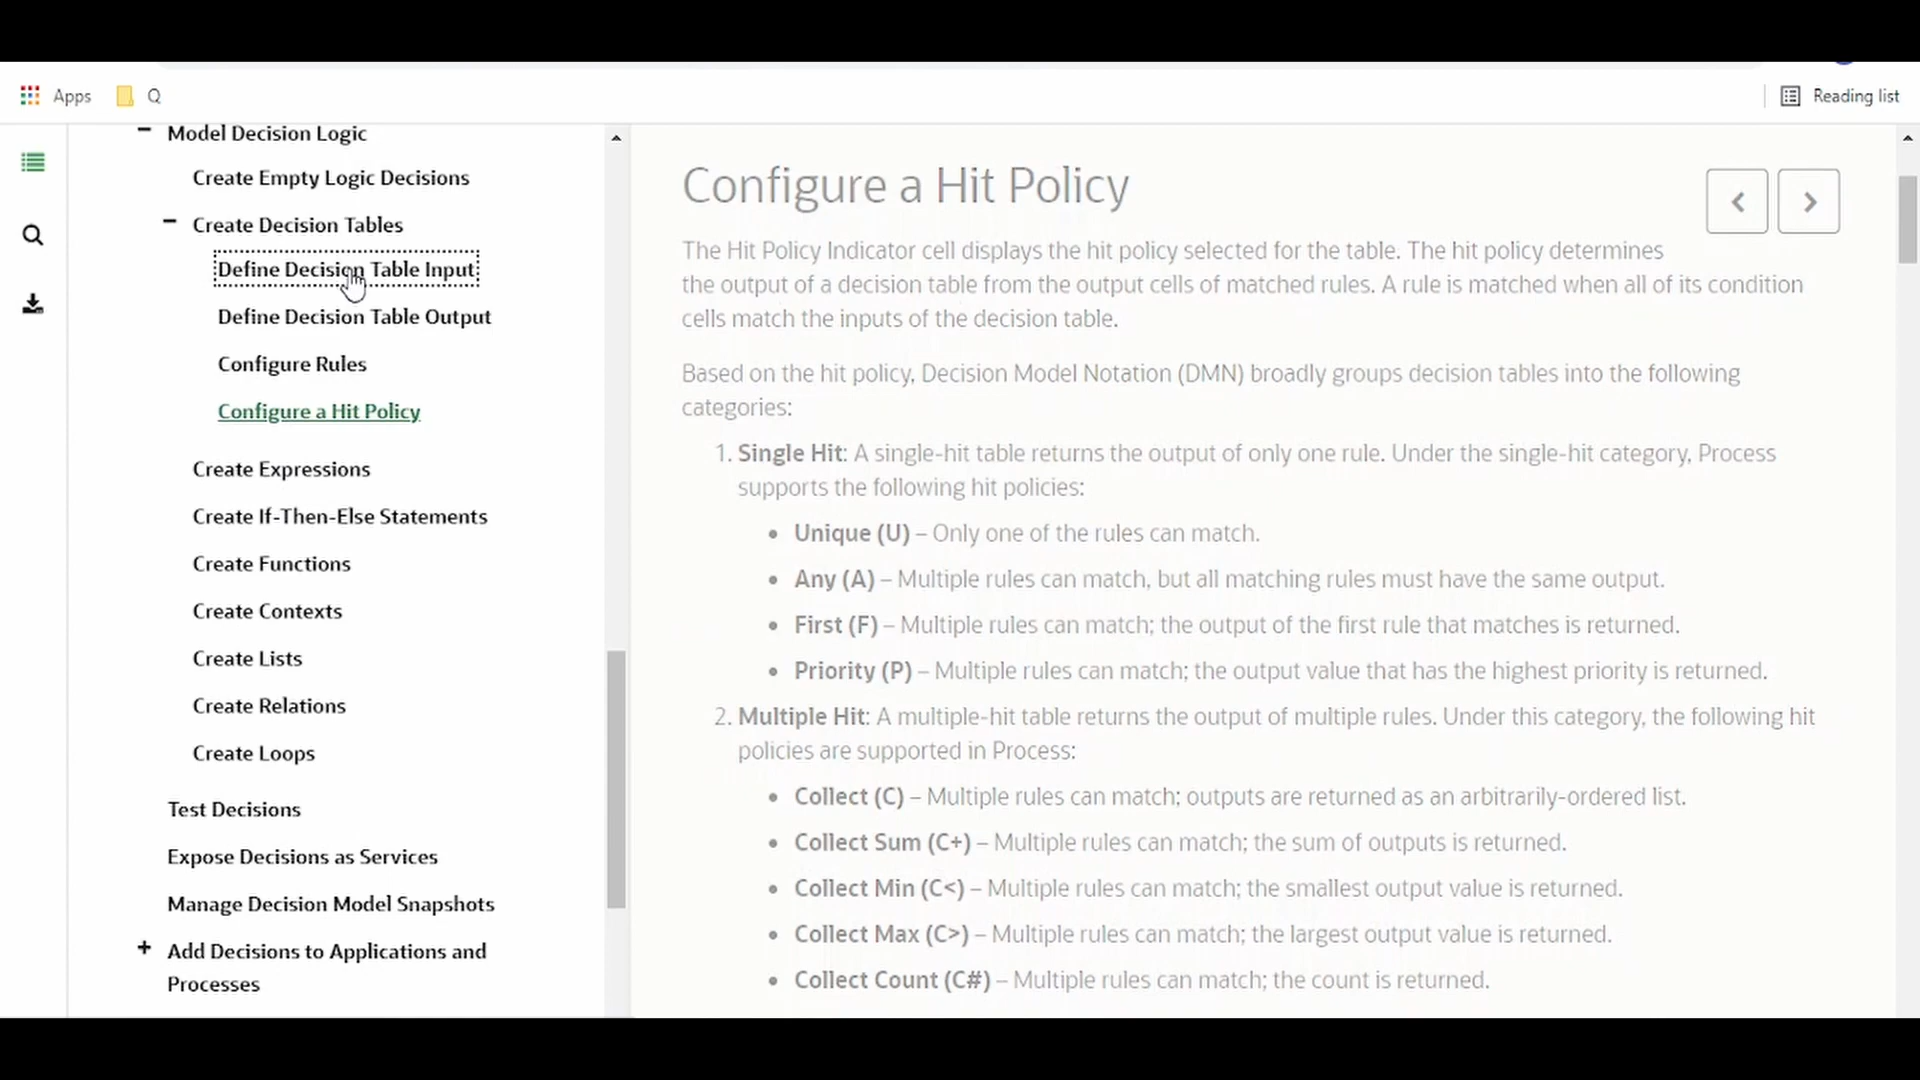 Apps
Q
Reading list
Model Decision Logic
Create Empty Logic Decisions
Create Decision Tables
Define Decision Table Input
Define Decision Table Output
Configure Rules
Configure a Hit Policy
Create Expressions
Create If-Then-Else Statements
Create Functions
Create Contexts
Create Lists
Create Relations
Create Loops
Test Decisions
Expose Decisions as Services
Manage Decision Model Snapshots
Add Decisions to Applications and
Processes
Configure a Hit Policy
The Hit Policy Indicator cell displays the hit policy selected for the table. The hit policy determines
the output of a decision table from the output cells of matched rules. A rule is matched when all of its condition
cells match the inputs of the decision table.
Based on the hit policy, Decision Model Notation (DMN) broadly groups decision tables into the following
categories:
1. Single Hit: A single-hit table returns the output of only one rule. Under the single-hit category, Process
supports the following hit policies:
• Unique (U) – Only one of the rules can match.
• Any (A) – Multiple rules can match, but all matching rules must have the same output.
• First (F) – Multiple rules can match; the output of the first rule that matches is returned.
• Priority (P) – Multiple rules can match; the output value that has the highest priority is returned.
2. Multiple Hit: A multiple-hit table returns the output of multiple rules. Under this category, the following hit
policies are supported in Process:
• Collect (C) – Multiple rules can match; outputs are returned as an arbitrarily-ordered list.
• Collect Sum (C+) – Multiple rules can match; the sum of outputs is returned.
• Collect Min (C<) – Multiple rules can match; the smallest output value is returned.
• Collect Max (C>) – Multiple rules can match; the largest output value is returned.
• Collect Count (C#) – Multiple rules can match; the count is returned.